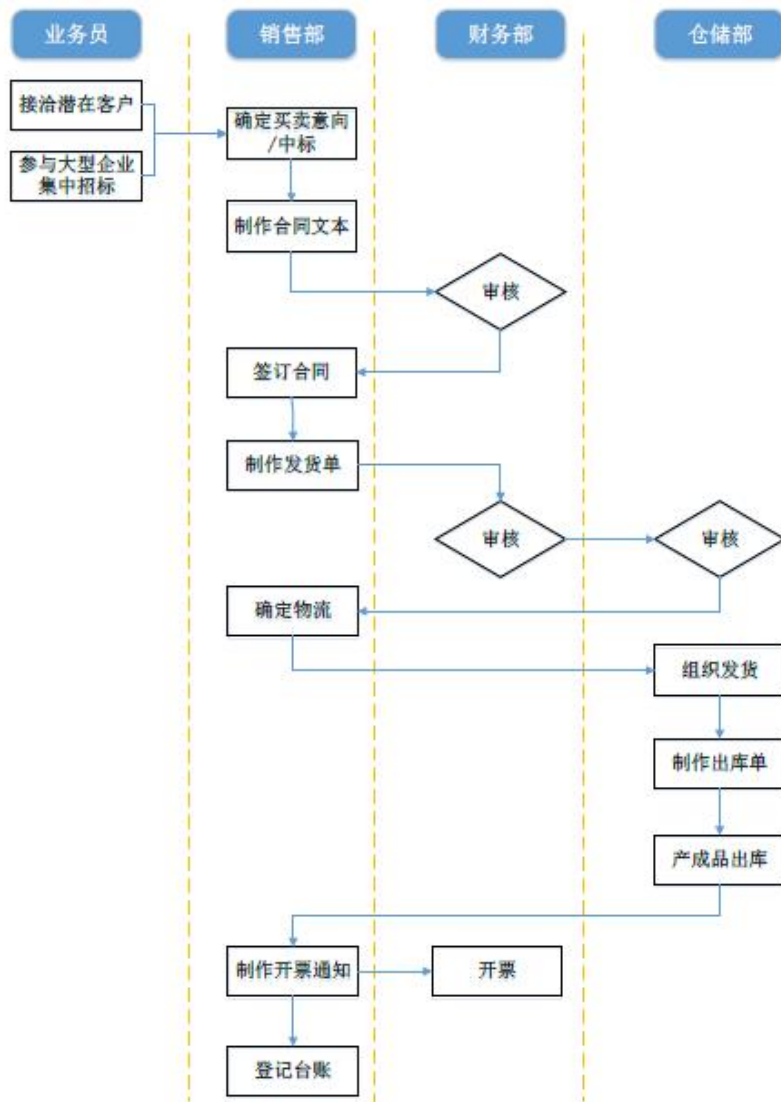 业务员
销售部
财务部
仓储部
接洽潜在客户
确定买卖意向
/中标
参与大型企业
集中招标
制作合同文本
审核
签订合同
制作发货单
审核
审核
确定物流
组织发货
制作出库单
产成品出库
制作开票通知
开票
登记台账